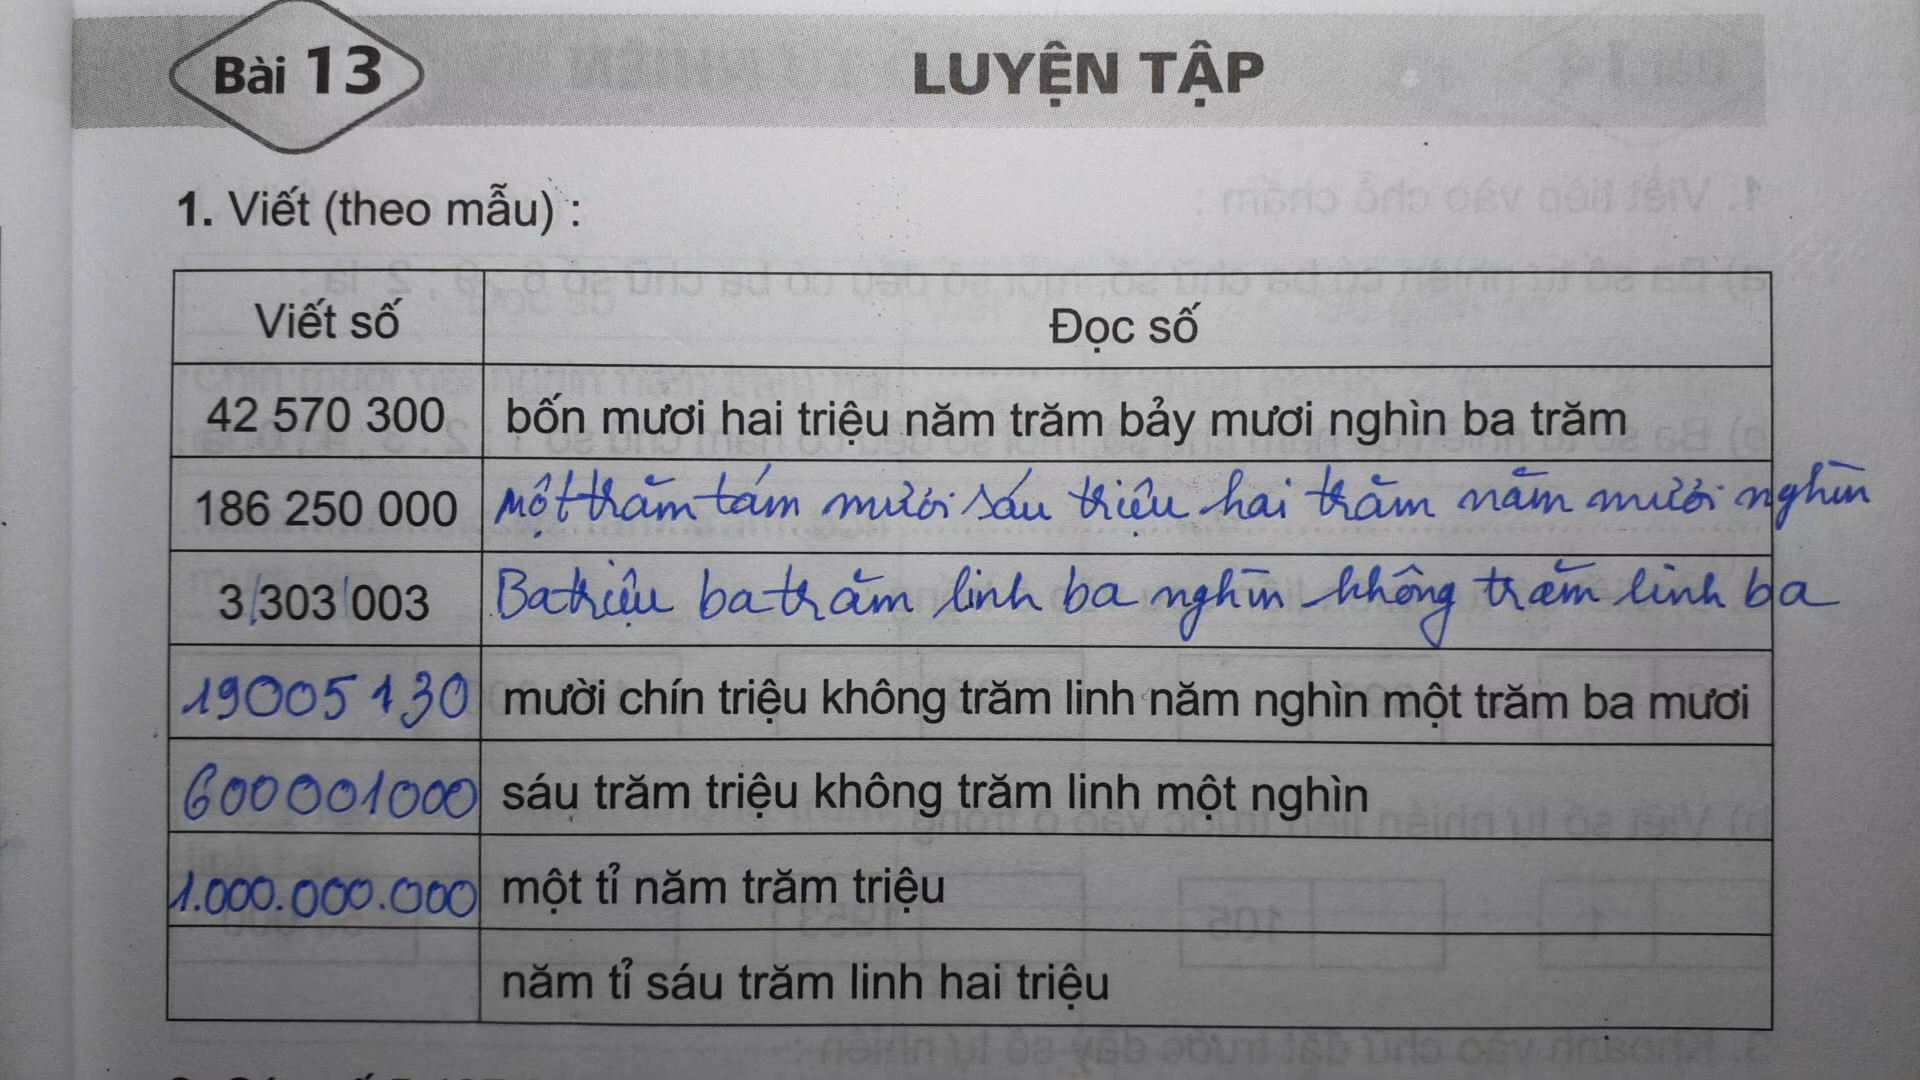 Bài 13 LUYỆN TẬP
1. Viết (theo mẫu) :
Viết số Đọc số
42 570 300 bốn mươi hai triệu năm trăm bảy mươi nghìn ba trăm
186 250 000 một trăm tám mươi sáu triệu hai trăm năm mươi nghìn
3 303 003 Ba triệu ba trăm linh ba nghìn không trăm linh ba
19005130 mười chín triệu không trăm linh năm nghìn một trăm ba mươi
600001000 sáu trăm triệu không trăm linh một nghìn
1.000.000.000 một tỉ năm trăm triệu
năm tỉ sáu trăm linh hai triệu